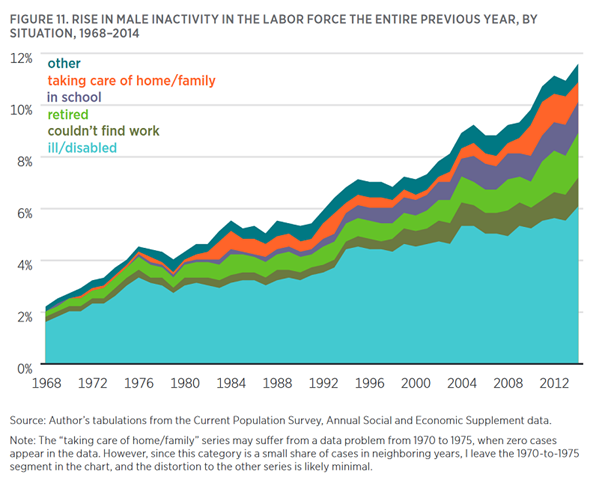 FIGURE 11. RISE IN MALE INACTIVITY IN THE LABOR FORCE THE ENTIRE PREVIOUS YEAR, BY
SITUATION, 1968–2014
12%
other
taking care of home/family
in school
10%
retired
couldn't find work
ill/disabled
8%
6%
4%
2%
0%
1968 1972 1976 1980 1984 1988 1992 1996 2000 2004 2008 2012
Source: Author's tabulations from the Current Population Survey, Annual Social and Economic Supplement data.
Note: The "taking care of home/family" series may suffer from a data problem from 1970 to 1975, when zero cases
appear in the data. However, since this category is a small share of cases in neighboring years, I leave the 1970-to-1975
segment in the chart, and the distortion to the other series is likely minimal.